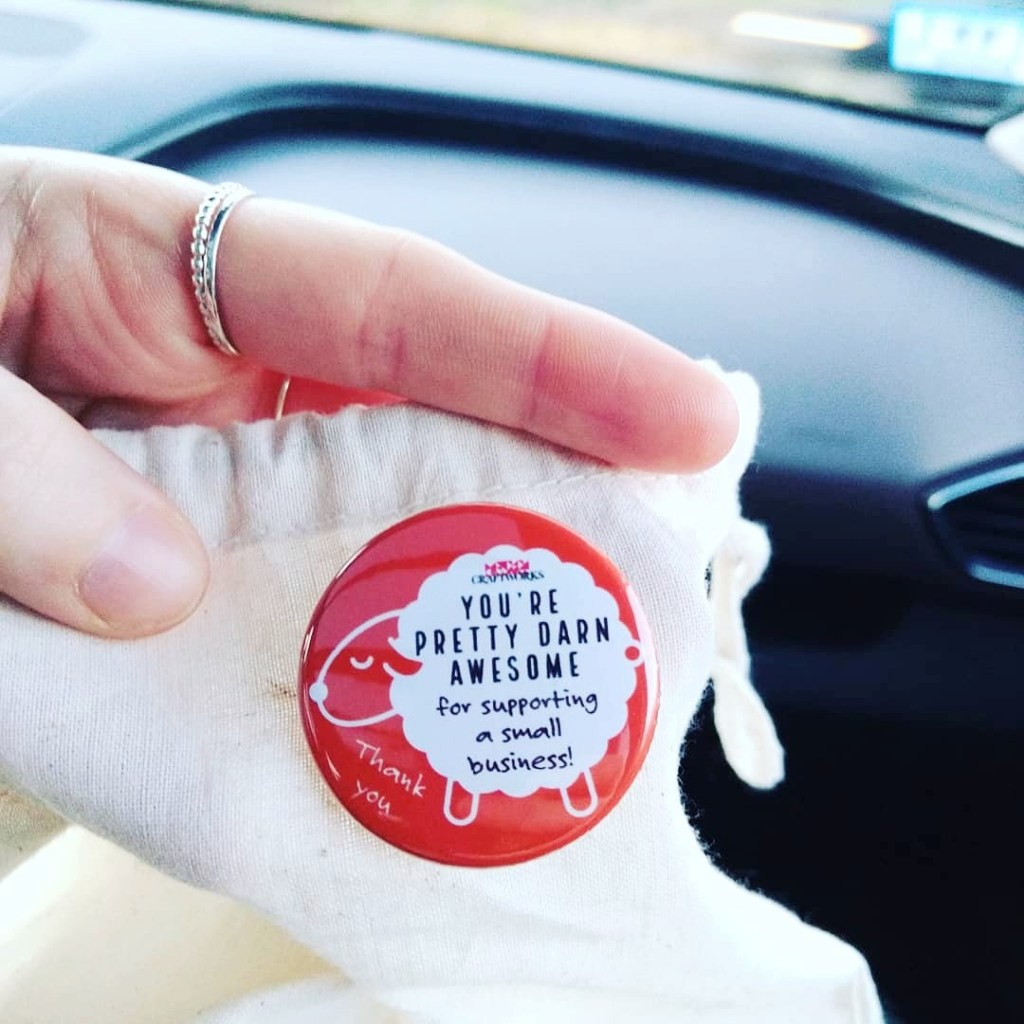 CRAFTWORKS
YOU'RE
PRETTY DARN
AWESOME
for supporting
a small
business!
Thank
you